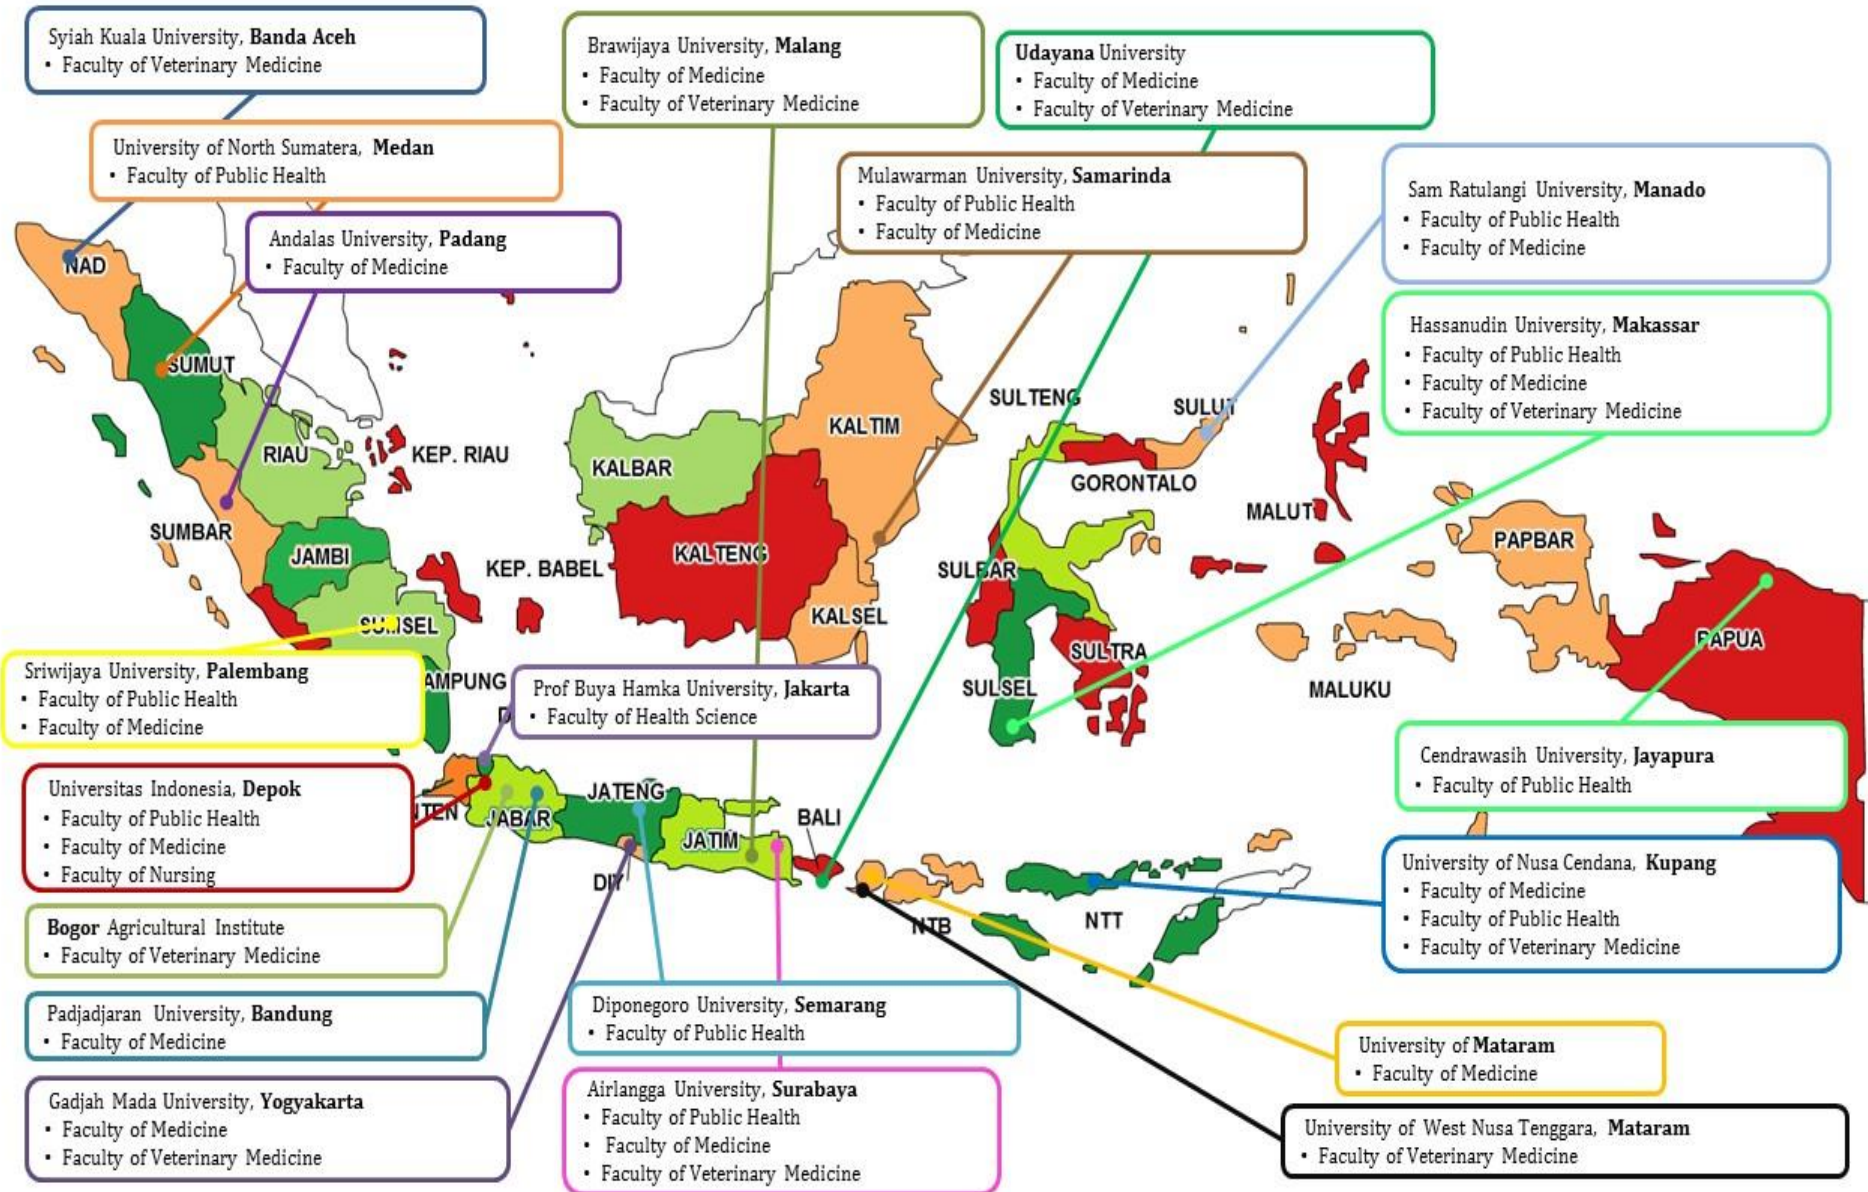 Syiah Kuala University, Banda Aceh
• Faculty of Veterinary Medicine
University of North Sumatera, Medan
• Faculty of Public Health
Andalas University, Padang
• Faculty of Medicine
Brawijaya University, Malang
• Faculty of Medicine
• Faculty of Veterinary Medicine
Udayana University
• Faculty of Medicine
• Faculty of Veterinary Medicine
Mulawarman University, Samarinda
• Faculty of Public Health
• Faculty of Medicine
Sam Ratulangi University, Manado
• Faculty of Public Health
• Faculty of Medicine
Hassanudin University, Makassar
• Faculty of Public Health
• Faculty of Medicine
• Faculty of Veterinary Medicine
NAD
SUMUT
RIAU
KEP. RIAU
SUMBAR
JAMBI
KEP. BABEL
SUMSEL
AMPUNG
KALBAR
KALTIM
KALTENG
KALSEL
SULTENG
SULUT
GORONTALO
SULBAR
SULTRA
SULSEL
MALUT
MALUKU
PAPBAR
PAPUA
Sriwijaya University, Palembang
• Faculty of Public Health
• Faculty of Medicine
Prof Buya Hamka University, Jakarta
• Faculty of Health Science
D
Universitas Indonesia, Depok
• Faculty of Public Health
• Faculty of Medicine
• Faculty of Nursing
NTEN
JABAR
JATENG
JATIM
BALI
DIY
NTB
NTT
Cendrawasih University, Jayapura
• Faculty of Public Health
University of Nusa Cendana, Kupang
• Faculty of Medicine
• Faculty of Public Health
• Faculty of Veterinary Medicine
Bogor Agricultural Institute
• Faculty of Veterinary Medicine
Padjadjaran University, Bandung
• Faculty of Medicine
Gadjah Mada University, Yogyakarta
• Faculty of Medicine
• Faculty of Veterinary Medicine
Diponegoro University, Semarang
• Faculty of Public Health
Airlangga University, Surabaya
• Faculty of Public Health
• Faculty of Medicine
• Faculty of Veterinary Medicine
University of Mataram
• Faculty of Medicine
University of West Nusa Tenggara, Mataram
• Faculty of Veterinary Medicine